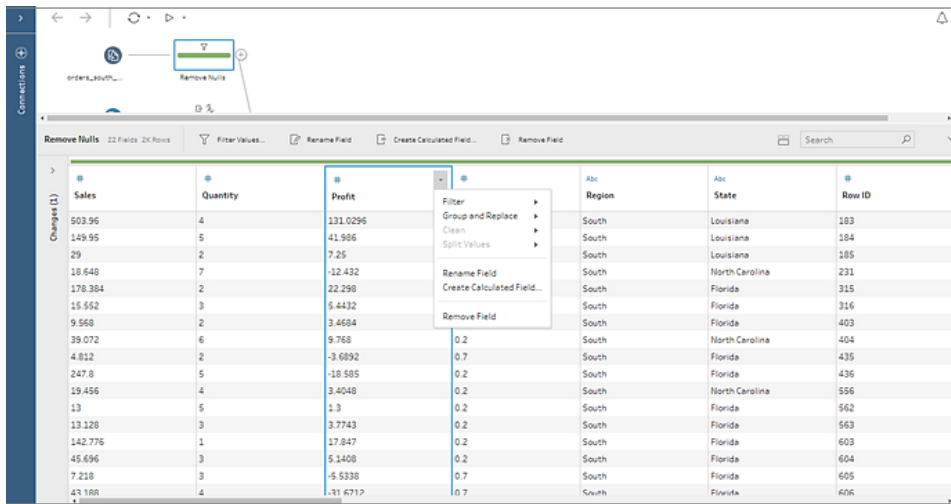 Connections
orders_south_...
Remove Nulls
Remove Nulls 22 Fields 2K Rows Filter Values... Rename Field Create Calculated Field... Remove Field Search
Changes (1)
# # # # Abc Abc #
Sales Quantity Profit Region State Row ID
Filter
Group and Replace
Clean
Split Values
Rename Field
Create Calculated Field...
Remove Field
503.96 4 131.0296 South Louisiana 183
149.95 5 41.986 South Louisiana 184
29 2 7.25 South Louisiana 185
18.648 7 -12.432 South North Carolina 231
178.384 2 22.298 South Florida 315
15.552 3 5.4432 South Florida 316
9.568 2 3.4684 South Florida 403
39.072 6 9.768 0.2 South North Carolina 404
4.812 2 -3.6892 0.7 South Florida 435
247.8 5 -18.585 0.2 South Florida 436
19.456 4 3.4048 0.2 South North Carolina 556
13 5 1.3 0.2 South Florida 562
13.128 3 3.7743 0.2 South Florida 563
142.776 1 17.847 0.2 South Florida 603
45.696 3 5.1408 0.2 South Florida 604
7.218 3 -5.5338 0.7 South Florida 605
43.188 4 -31.6712 0.7 South Florida 606